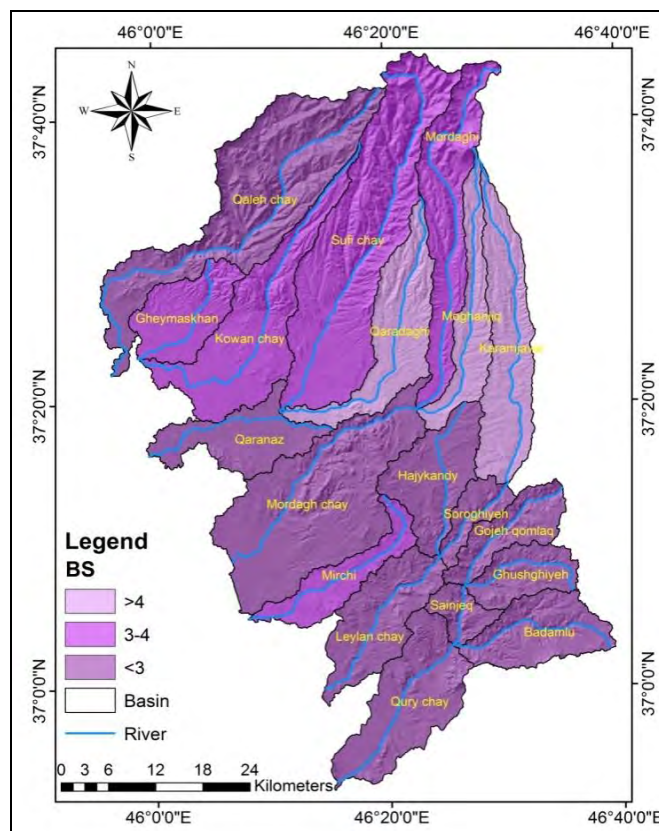 46°0'0"E 46°20'0"E 46°40'0"E
N
W E
S
37°40'0"N 37°40'0"N
Mordaghi
Qaleh chay
Sufi chay
Gheymaskhan
Kowan chay
Qaradaghi
Moghanjiq
Karamjavan
37°20'0"N 37°20'0"N
Qaranaz
Hajykandy
Mordagh chay
Soroghiyeh
Gojeh qomlaq
Legend
BS
>4
3-4
<3
Basin
River
Mirchi
Ghushghiyeh
Sainjeq
Leylan chay
Badamlu
37°0'0"N 37°0'0"N
Qury chay
0 3 6 12 18 24
Kilometers
46°0'0"E 46°20'0"E 46°40'0"E